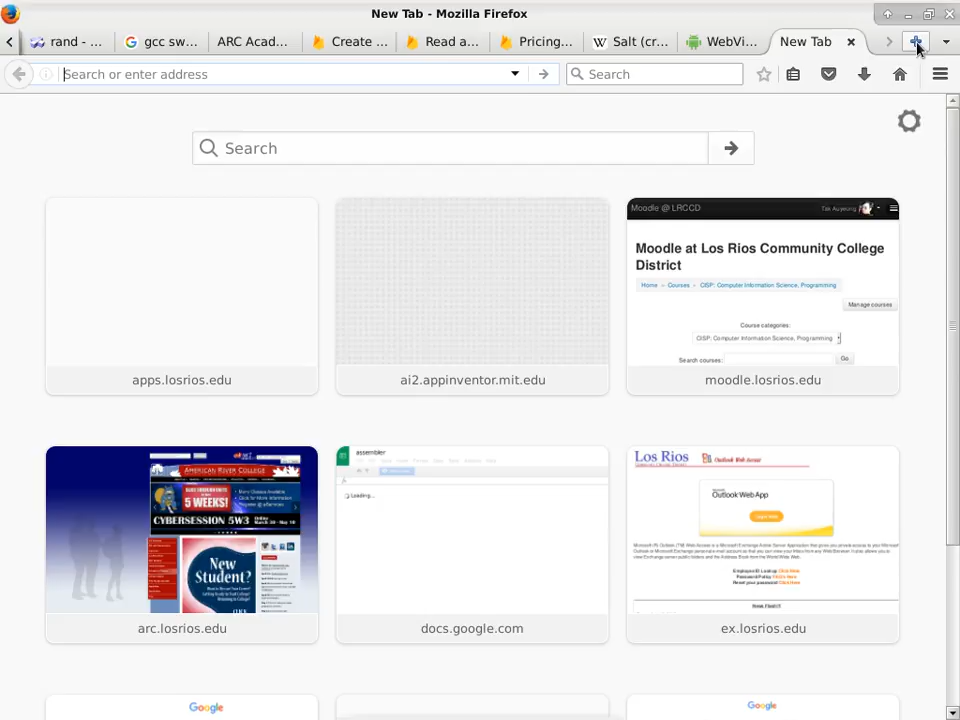 New Tab - Mozilla Firefox
rand - ...
gcc sw...
ARC Acad...
Create ...
Read a...
Pricing...
Salt (cr...
WebVi...
New Tab
Search or enter address
Search
Search
Moodle @ LRCCD
Moodle at Los Rios Community College
District
Home
Courses
CISP: Computer Information Science, Programming
Manage courses
Course categories:
CISP: Computer Information Science, Programming
Search courses:
Go
apps.losrios.edu
ai2.appinventor.mit.edu
moodle.losrios.edu
AMERICAN RIVER COLLEGE
5 WEEKS!
CYBERSESSION 5W3
New
Student?
assembler
Loading...
Los Rios
Outlook Web Access
Outlook Web App
arc.losrios.edu
docs.google.com
ex.losrios.edu
Google
Google